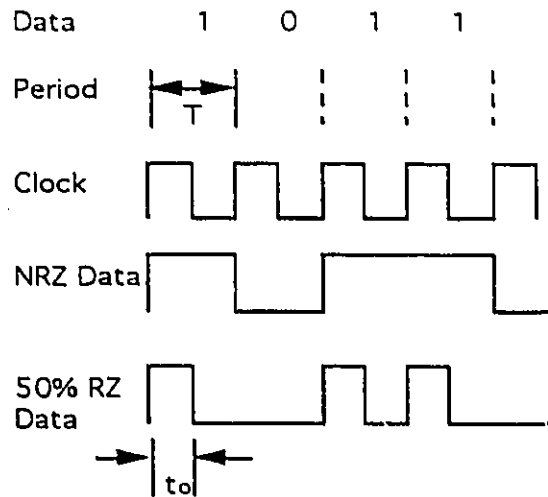 Data 1 0 1 1
Period
T
Clock
NRZ Data
50% RZ
Data
to